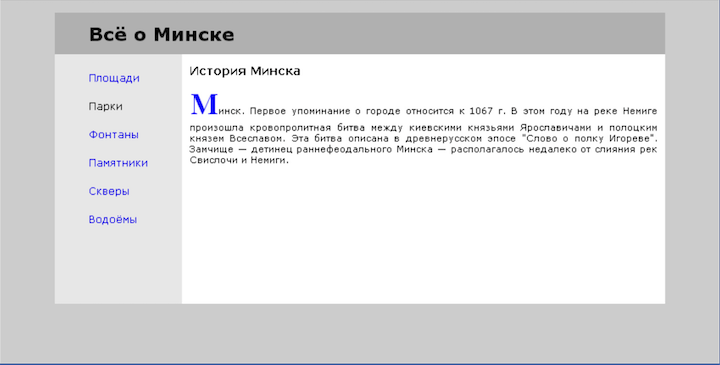 Всё о Минске
Площади
Парки
Фонтаны
Памятники
Скверы
Водоёмы
История Минска
Минск. Первое упоминание о городе относится к 1067 г. В этом году на реке Немиге
произошла кровопролитная битва между киевскими князьями Ярославичами и полоцким
князем Всеславом. Эта битва описана в древнерусском эпосе "Слово о полку Игореве".
Замчище — детинец раннефеодального Минска — располагалось недалеко от слияния рек
Свислочи и Немиги.